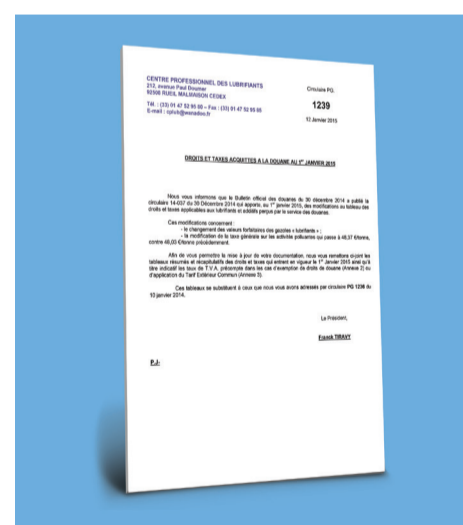 CENTRE PROFESSIONNEL DES LUBRIFIANTS
212, avenue Paul Doumer
92500 RUEIL MALMAISON CEDEX
Tél. : (33) 01 47 52 95 60 – Fax : (33) 01 47 52 95 65
E-mail : cplub@wanadoo.fr
Circulaire PG.
1239
13 Janvier 2015
DROITS ET TAXES ACQUITTES A LA DOUANE AU 1er JANVIER 2015
Nous vous informons que le Bulletin officiel des douanes du 30 décembre 2014 a publié la
circulaire 14-037 du 30 Décembre 2014 qui apporte, au 1er janvier 2015, des modifications au tableau des
droits et taxes applicables aux lubrifiants et additifs perçus par le service des douanes.
Ces modifications concernent :
- le changement des valeurs forfaitaires des gazoles « lubrifiants » ;
- la modification de la taxe générale sur les activités polluantes qui passe à 48,37 €/tonne,
contre 48,03 €/tonne précédemment.
Afin de vous permettre la mise à jour de votre documentation, nous vous remettons ci-joint les
tableaux résumés et récapitulatifs des droits et taxes qui entrent en vigueur le 1er Janvier 2015 ainsi qu'à
titre indicatif les taux de T.V.A. précompte dans les cas d'exemption de droits de douane (Annexe 2) ou
d'application du Tarif Extérieur Commun (Annexe 3).
Ces tableaux se substituent à ceux que nous vous avons adressés par circulaire PG 1236 du
10 janvier 2014.
Le Président,
Franck TIRAVY
P.J-